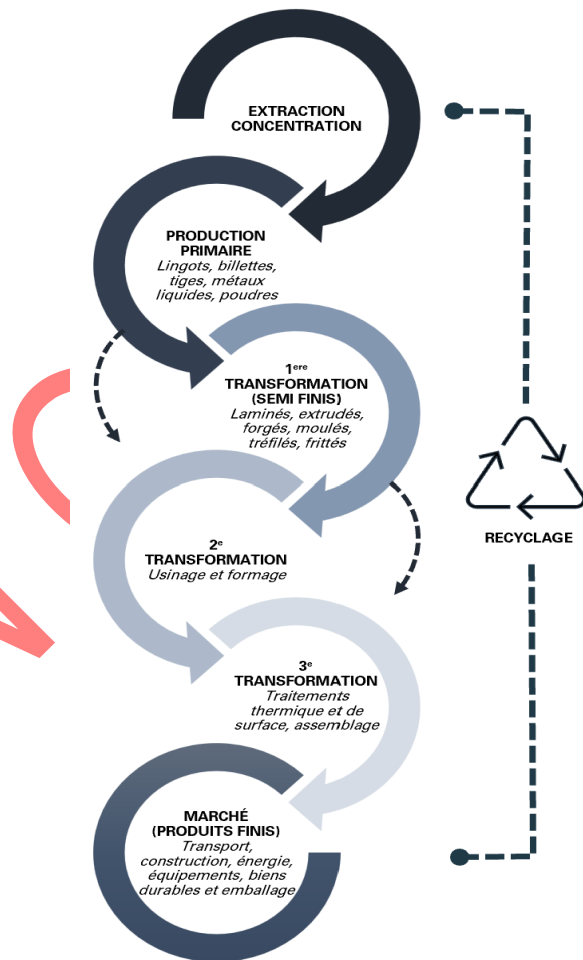 EXTRACTION
CONCENTRATION
PRODUCTION
PRIMAIRE
Lingots, billettes,
tiges, métaux
liquides, poudres
1ere
TRANSFORMATION
(SEMI FINIS)
Laminés, extrudés,
forgés, moulés,
tréfilés, frittés
RECYCLAGE
2e
TRANSFORMATION
Usinage et formage
3e
TRANSFORMATION
Traitements
thermique et de
surface, assemblage
MARCHÉ
(PRODUITS FINIS)
Transport,
construction, énergie,
équipements, biens
durables et emballage